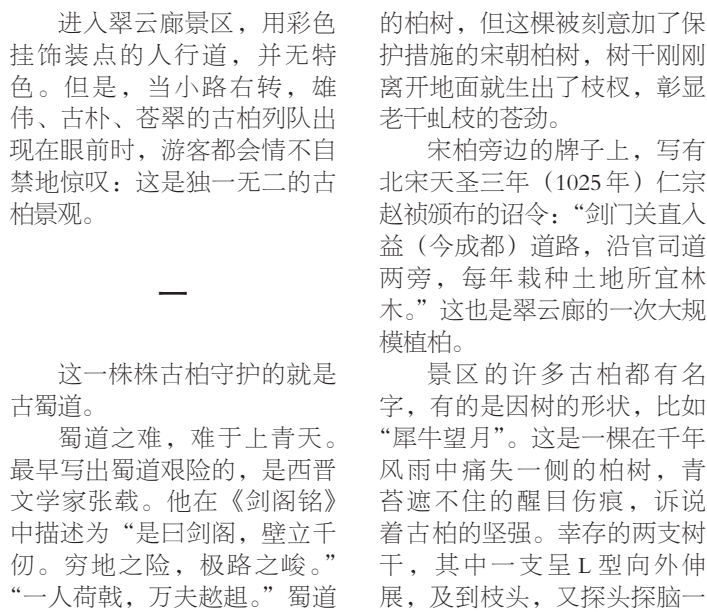 进入翠云廊景区，用彩色
挂饰装点的人行道，并无特
色。但是，当小路右转，雄
伟、古朴、苍翠的古柏列队出
现在眼前时，游客都会情不自
禁地惊叹：这是独一无二的古
柏景观。
一
这一株株古柏守护的就是
古蜀道。
蜀道之难，难于上青天。
最早写出蜀道艰险的，是西晋
文学家张载。他在《剑阁铭》
中描述为“是曰剑阁，壁立千
仞。穷地之险，极路之峻。”
“一人荷戟，万夫趑趄。”蜀道
的柏树，但这棵被刻意加了保
护措施的宋朝柏树，树干刚刚
离开地面就生出了枝杈，彰显
老干虬枝的苍劲。
宋柏旁边的牌子上，写有
北宋天圣三年（1025年）仁宗
赵祯颁布的诏令：“剑门关直入
益（今成都）道路，沿官司道
两旁，每年栽种土地所宜林
木。”这也是翠云廊的一次大规
模植柏。
景区的许多古柏都有名
字，有的是因树的形状，比如
“犀牛望月”。这是一棵在千年
风雨中痛失一侧的柏树，青
苔遮不住的醒目伤痕，诉说
着古柏的坚强。幸存的两支树
干，其中一支呈L型向外伸
展，及到枝头，又探头探脑一